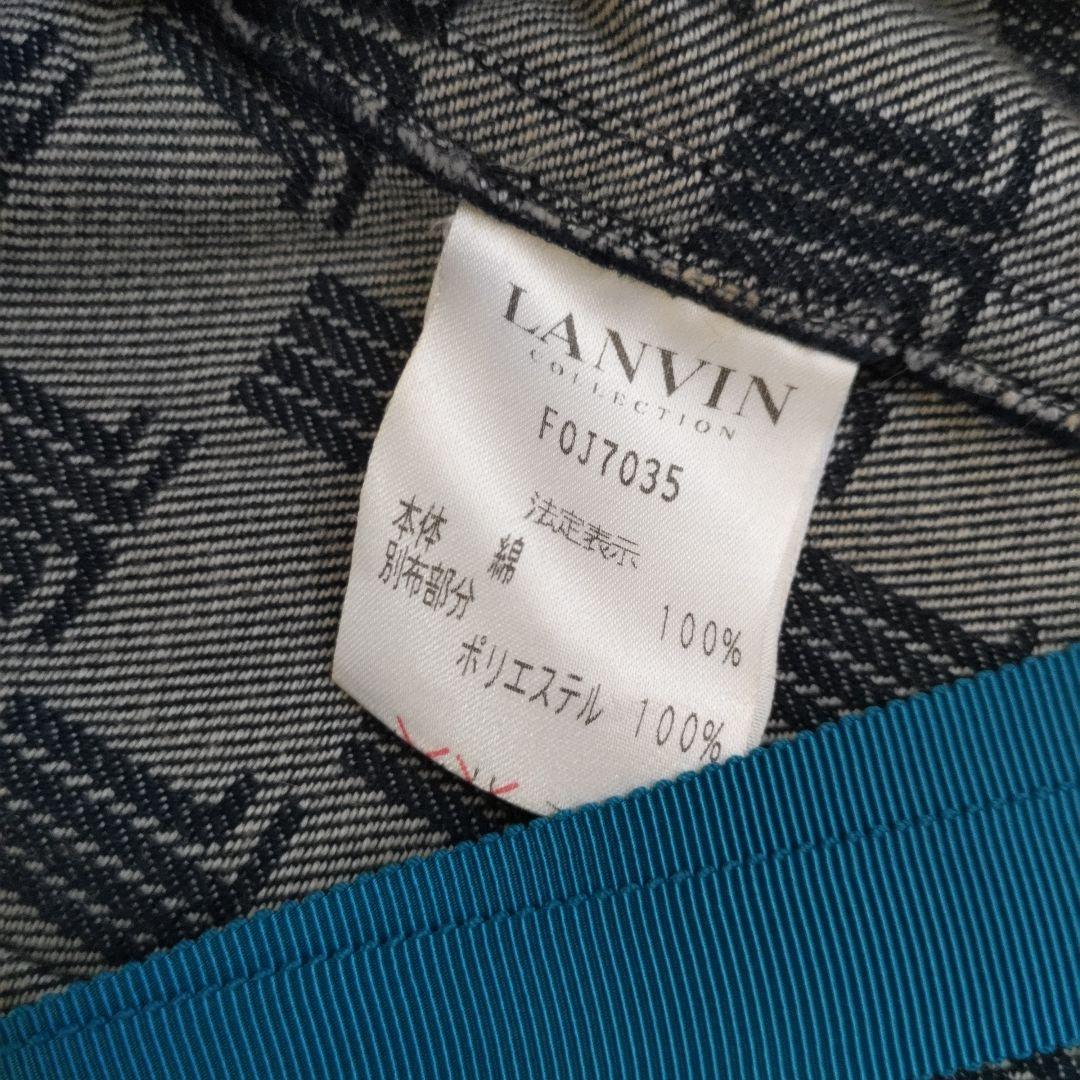 LANVIN
COLLECTION
FOJ7035
法定表示
本体 綿 100%
別布部分
ポリエステル 100%